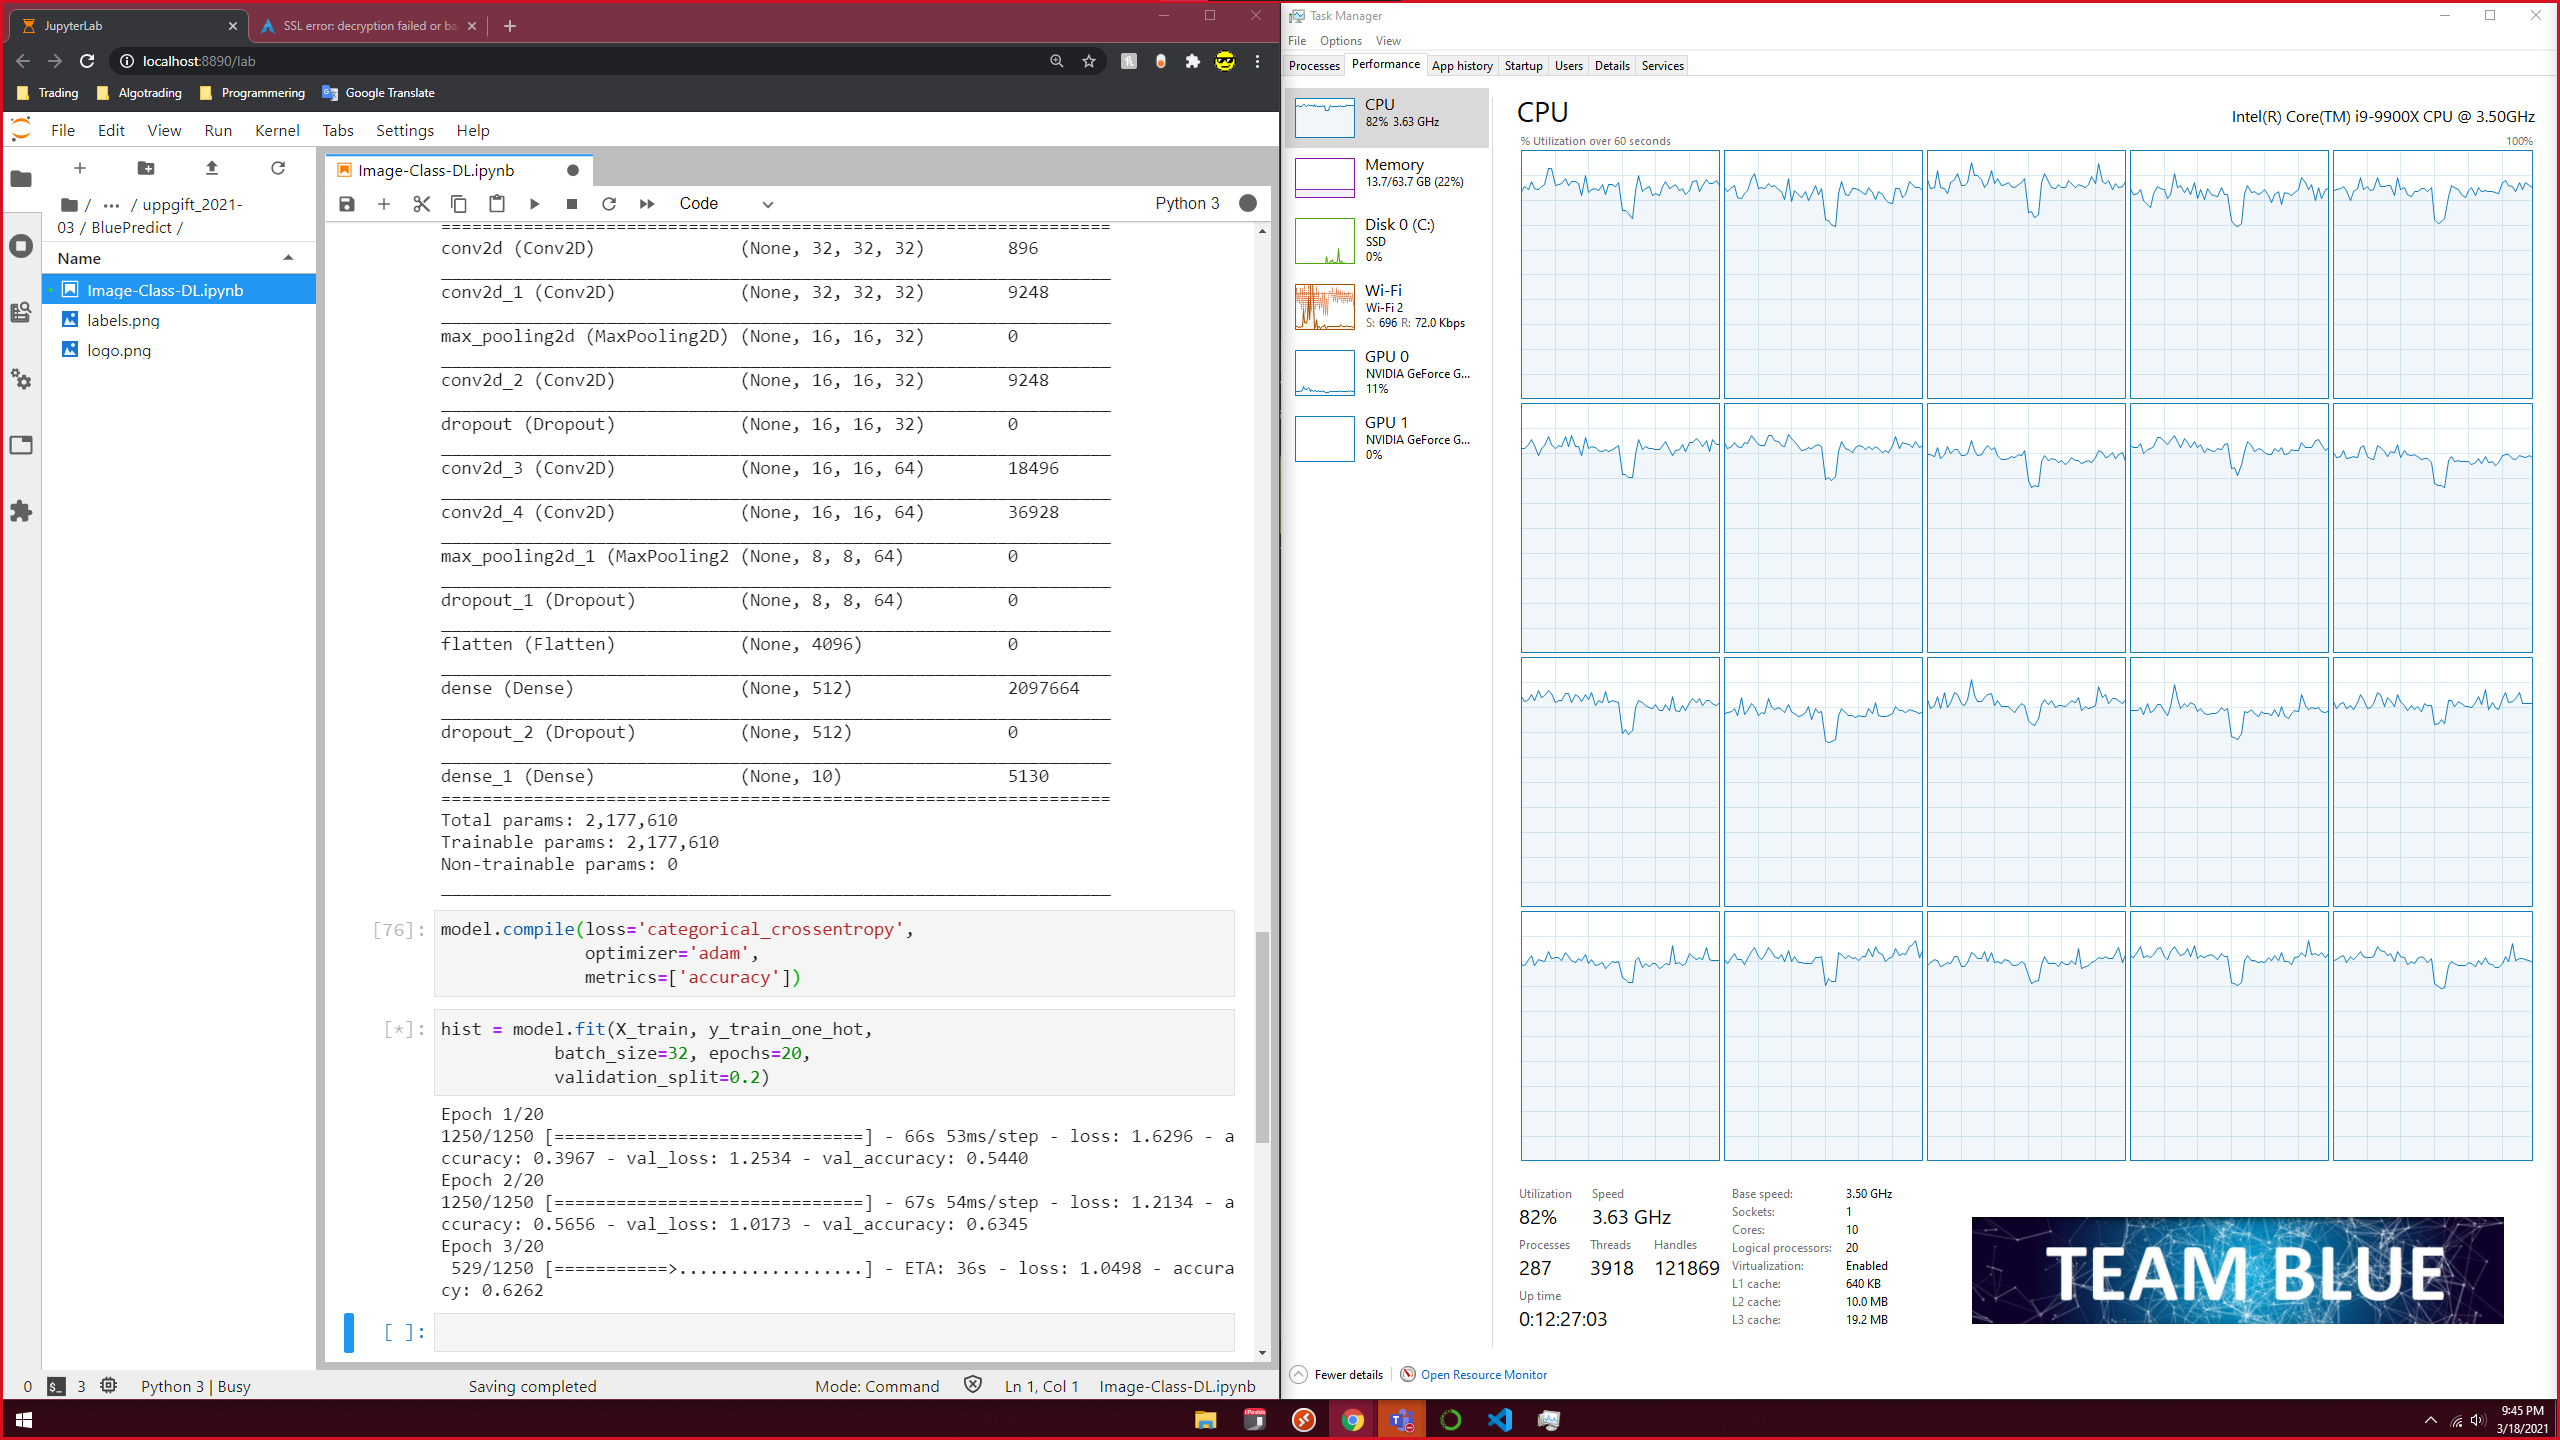 JupyterLab
SSL error: decryption failed or ba
localhost:8890/lab
Trading
Algotrading
Programmering
Google Translate
File Edit View Run Kernel Tabs Settings Help
/ ... / uppgift_2021-
03 / BluePredict /
Name
Image-Class-DL.ipynb
labels.png
logo.png
Image-Class-DL.ipynb
Code
Python 3
=================================================================
conv2d (Conv2D) (None, 32, 32, 32) 896
conv2d_1 (Conv2D) (None, 32, 32, 32) 9248
max_pooling2d (MaxPooling2D) (None, 16, 16, 32) 0
conv2d_2 (Conv2D) (None, 16, 16, 32) 9248
dropout (Dropout) (None, 16, 16, 32) 0
conv2d_3 (Conv2D) (None, 16, 16, 64) 18496
conv2d_4 (Conv2D) (None, 16, 16, 64) 36928
max_pooling2d_1 (MaxPooling2 (None, 8, 8, 64) 0
dropout_1 (Dropout) (None, 8, 8, 64) 0
flatten (Flatten) (None, 4096) 0
dense (Dense) (None, 512) 2097664
dropout_2 (Dropout) (None, 512) 0
dense_1 (Dense) (None, 10) 5130
=================================================================
Total params: 2,177,610
Trainable params: 2,177,610
Non-trainable params: 0
[76]: model.compile(loss='categorical_crossentropy',
optimizer='adam',
metrics=['accuracy'])
[*]: hist = model.fit(X_train, y_train_one_hot,
batch_size=32, epochs=20,
validation_split=0.2)
Epoch 1/20
1250/1250 [==============================] - 66s 53ms/step - loss: 1.6296 - a
ccuracy: 0.3967 - val_loss: 1.2534 - val_accuracy: 0.5440
Epoch 2/20
1250/1250 [==============================] - 67s 54ms/step - loss: 1.2134 - a
ccuracy: 0.5656 - val_loss: 1.0173 - val_accuracy: 0.6345
Epoch 3/20
529/1250 [===========>..................] - ETA: 36s - loss: 1.0498 - accura
cy: 0.6262
[ ]:
0 3 Python 3 | Busy Saving completed Mode: Command Ln 1, Col 1 Image-Class-DL.ipynb
Task Manager
File Options View
Processes Performance App history Startup Users Details Services
CPU
82% 3.63 GHz
Memory
13.7/63.7 GB (22%)
Disk 0 (C:)
SSD
0%
Wi-Fi
Wi-Fi 2
S: 696 R: 72.0 Kbps
GPU 0
NVIDIA GeForce G...
11%
GPU 1
NVIDIA GeForce G...
0%
CPU
Intel(R) Core(TM) i9-9900X CPU @ 3.50GHz
% Utilization over 60 seconds 100%
Utilization Speed
82% 3.63 GHz
Processes Threads Handles
287 3918 121869
Up time
0:12:27:03
Base speed: 3.50 GHz
Sockets: 1
Cores: 10
Logical processors: 20
Virtualization: Enabled
L1 cache: 640 KB
L2 cache: 10.0 MB
L3 cache: 19.2 MB
TEAM BLUE
Fewer details Open Resource Monitor
9:45 PM
3/18/2021